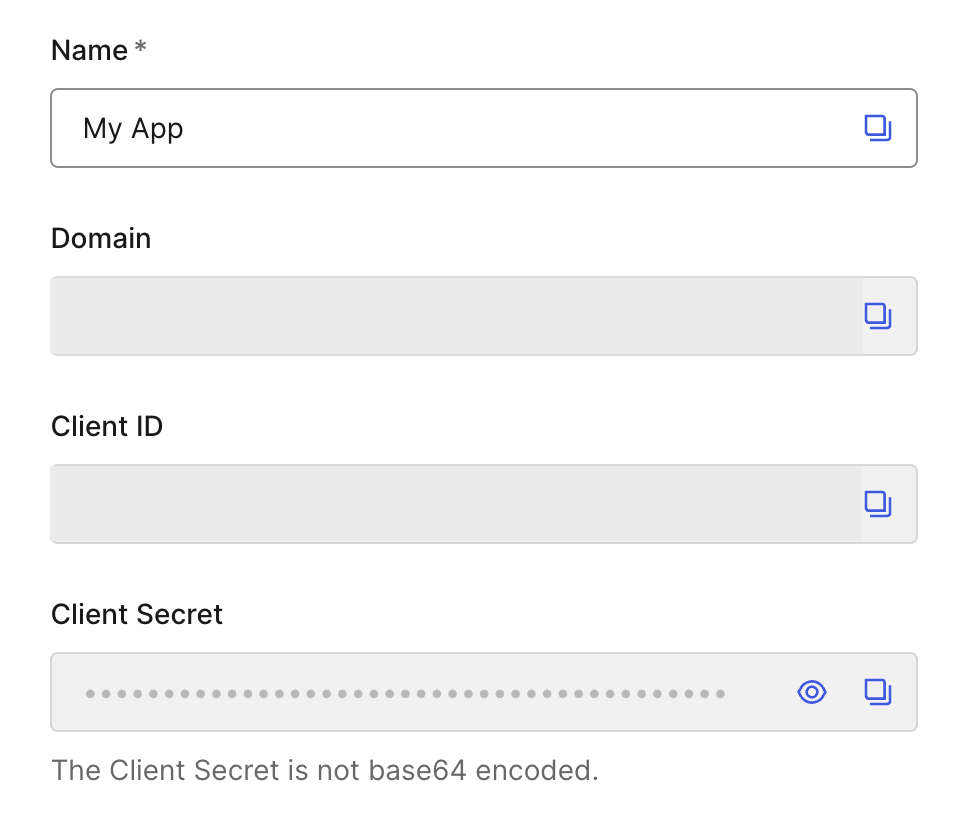 Name *
My App
Domain
Client ID
Client Secret
The Client Secret is not base64 encoded.